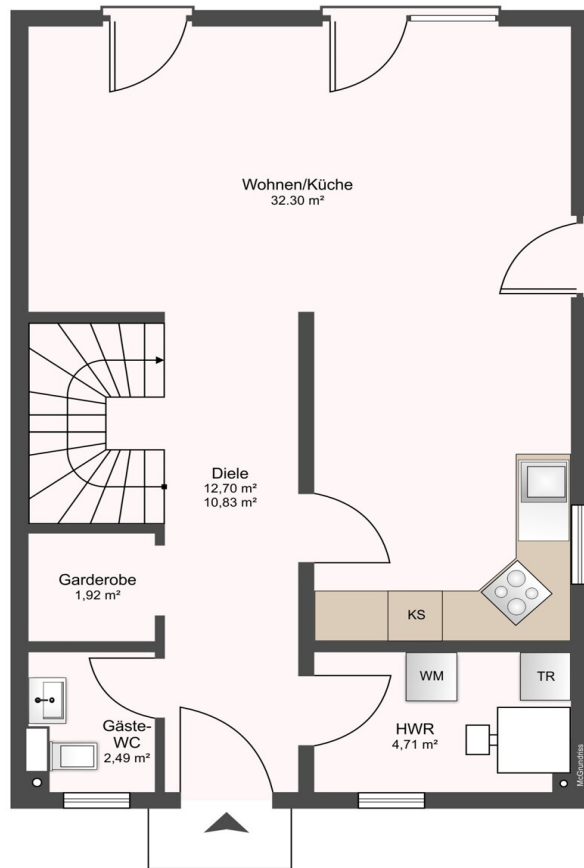 Wohnen/Küche
32.30 m²
Diele
12,70 m²
10,83 m²
Garderobe
1,92 m²
KS
WM
TR
Gäste-
WC
2,49 m²
HWR
4,71 m²
McGrundriss